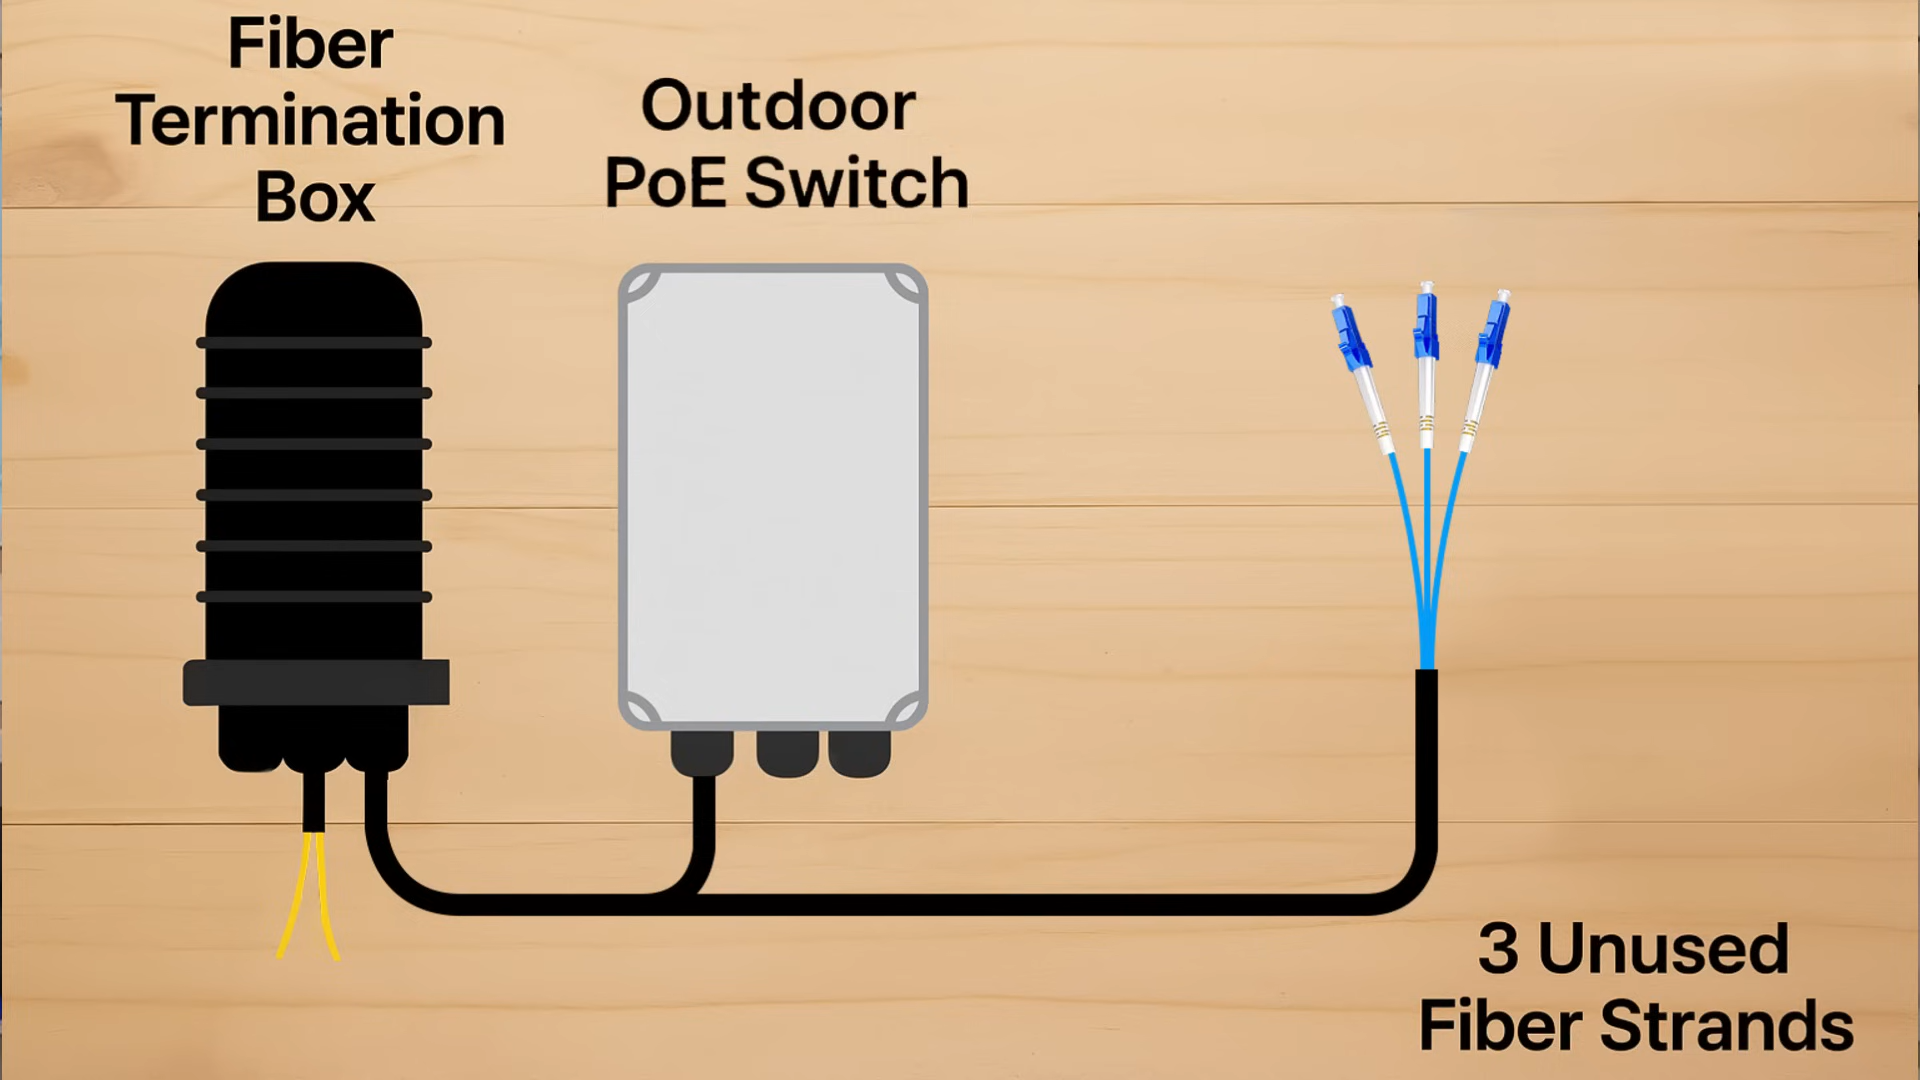 Fiber
Termination
Box
Outdoor
PoE Switch
3 Unused
Fiber Strands